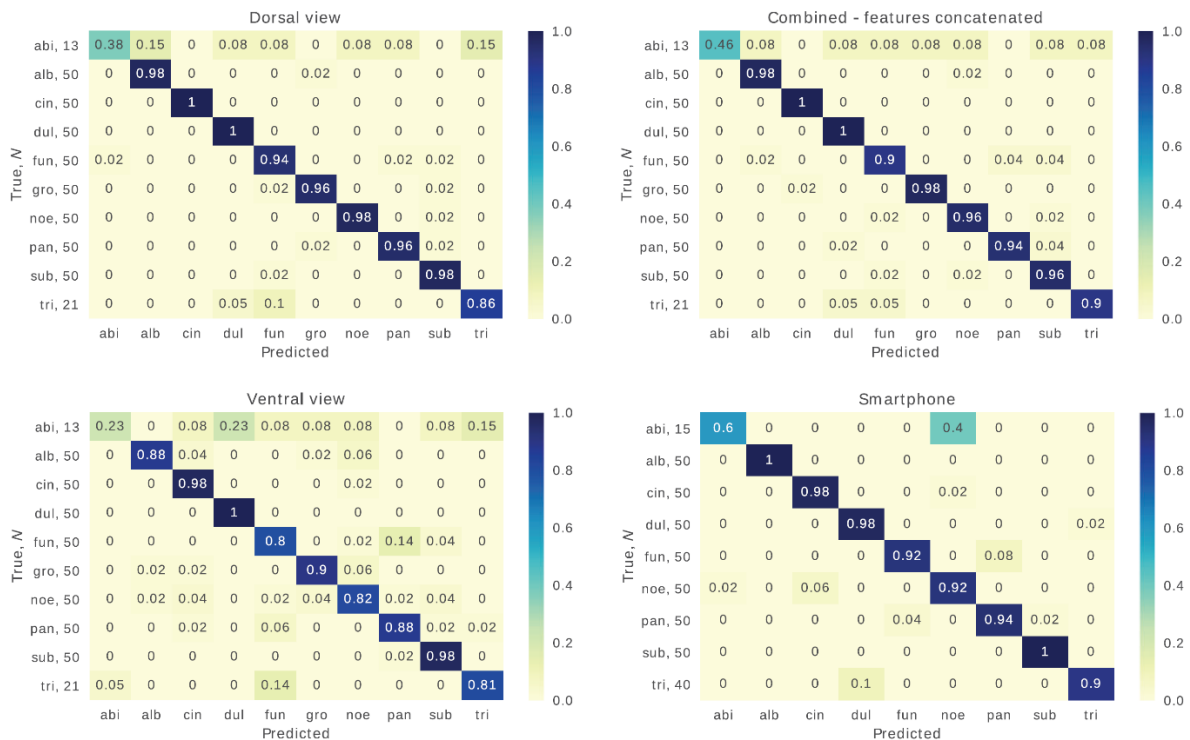 Dorsal view
abi, 13 0.38 0.15 0 0.08 0.08 0 0.08 0.08 0 0.15
alb, 50 0 0.98 0 0 0 0.02 0 0 0 0
cin, 50 0 0 1 0 0 0 0 0 0 0
dul, 50 0 0 0 1 0 0 0 0 0 0
fun, 50 0.02 0 0 0 0.94 0 0 0.02 0.02 0
gro, 50 0 0 0 0 0.02 0.96 0 0 0.02 0
noe, 50 0 0 0 0 0 0 0.98 0 0.02 0
pan, 50 0 0 0 0 0 0.02 0 0.96 0.02 0
sub, 50 0 0 0 0 0.02 0 0 0 0.98 0
tri, 21 0 0 0 0.05 0.1 0 0 0 0 0.86
abi alb cin dul fun gro noe pan sub tri
Predicted
True, N
1.0
0.8
0.6
0.4
0.2
0.0
Combined - features concatenated
abi, 13 0.46 0.08 0 0.08 0.08 0.08 0.08 0 0.08 0.08
alb, 50 0 0.98 0 0 0 0 0.02 0 0 0
cin, 50 0 0 1 0 0 0 0 0 0 0
dul, 50 0 0 0 1 0 0 0 0 0 0
fun, 50 0 0.02 0 0 0.9 0 0 0.04 0.04 0
gro, 50 0 0 0.02 0 0 0.98 0 0 0 0
noe, 50 0 0 0 0 0.02 0 0.96 0 0.02 0
pan, 50 0 0 0 0.02 0 0 0 0.94 0.04 0
sub, 50 0 0 0 0 0.02 0 0.02 0 0.96 0
tri, 21 0 0 0 0.05 0.05 0 0 0 0 0.9
abi alb cin dul fun gro noe pan sub tri
Predicted
True, N
1.0
0.8
0.6
0.4
0.2
0.0
Ventral view
abi, 13 0.23 0 0.08 0.23 0.08 0.08 0.08 0 0.08 0.15
alb, 50 0 0.88 0.04 0 0 0.02 0.06 0 0 0
cin, 50 0 0 0.98 0 0 0 0.02 0 0 0
dul, 50 0 0 0 1 0 0 0 0 0 0
fun, 50 0 0 0 0 0.8 0 0.02 0.14 0.04 0
gro, 50 0 0.02 0.02 0 0 0.9 0.06 0 0 0
noe, 50 0 0.02 0.04 0 0.02 0.04 0.82 0.02 0.04 0
pan, 50 0 0 0.02 0 0.06 0 0 0.88 0.02 0.02
sub, 50 0 0 0 0 0 0 0 0.02 0.98 0
tri, 21 0.05 0 0 0 0.14 0 0 0 0 0.81
abi alb cin dul fun gro noe pan sub tri
Predicted
True, N
1.0
0.8
0.6
0.4
0.2
0.0
Smartphone
abi, 15 0.6 0 0 0 0 0.4 0 0 0
alb, 50 0 1 0 0 0 0 0 0 0
cin, 50 0 0 0.98 0 0 0.02 0 0 0
dul, 50 0 0 0 0.98 0 0 0 0 0.02
fun, 50 0 0 0 0 0.92 0 0.08 0 0
noe, 50 0.02 0 0.06 0 0 0.92 0 0 0
pan, 50 0 0 0 0 0.04 0 0.94 0.02 0
sub, 50 0 0 0 0 0 0 0 1 0
tri, 40 0 0 0 0.1 0 0 0 0 0.9
abi alb cin dul fun noe pan sub tri
Predicted
True, N
1.0
0.8
0.6
0.4
0.2
0.0